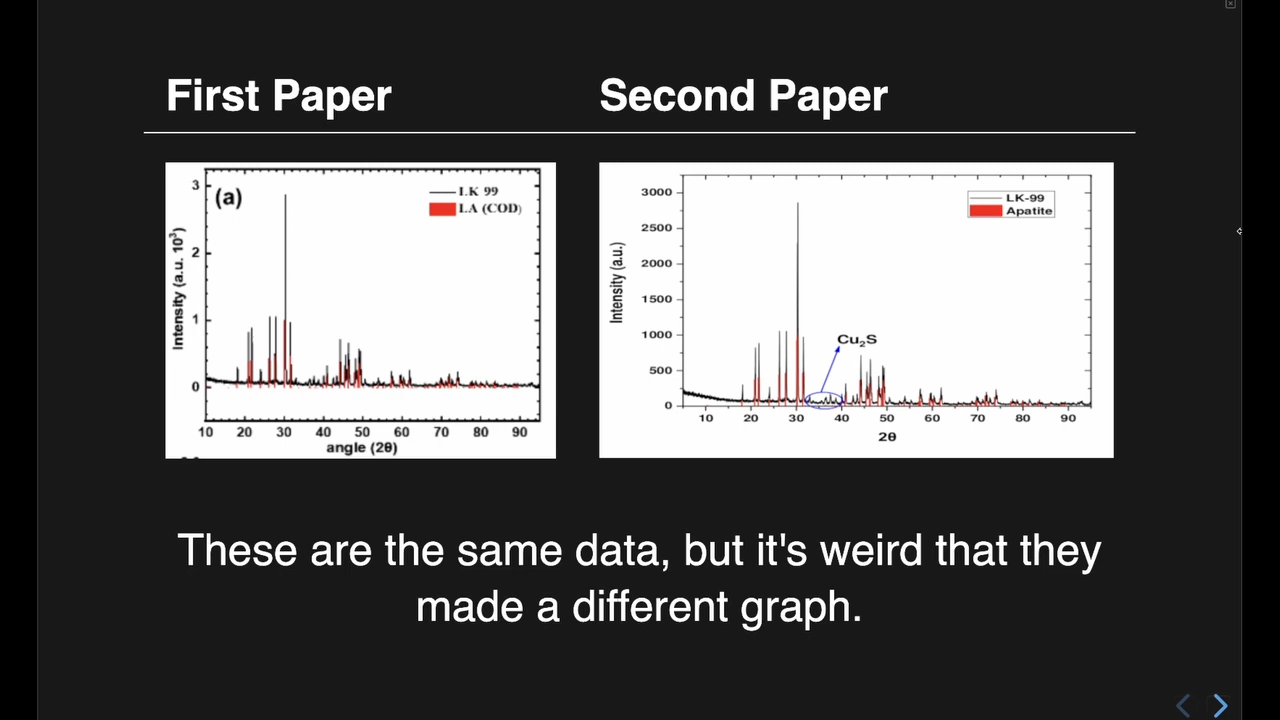 First Paper
Second Paper
(a)
LK 99
LA (COD)
Intensity (a.u. 10³)
3
2
1
0
10 20 30 40 50 60 70 80 90
angle (2θ)
LK-99
Apatite
Intensity (a.u.)
3000
2500
2000
1500
1000
500
0
Cu₂S
10 20 30 40 50 60 70 80 90
2θ
These are the same data, but it's weird that they
made a different graph.